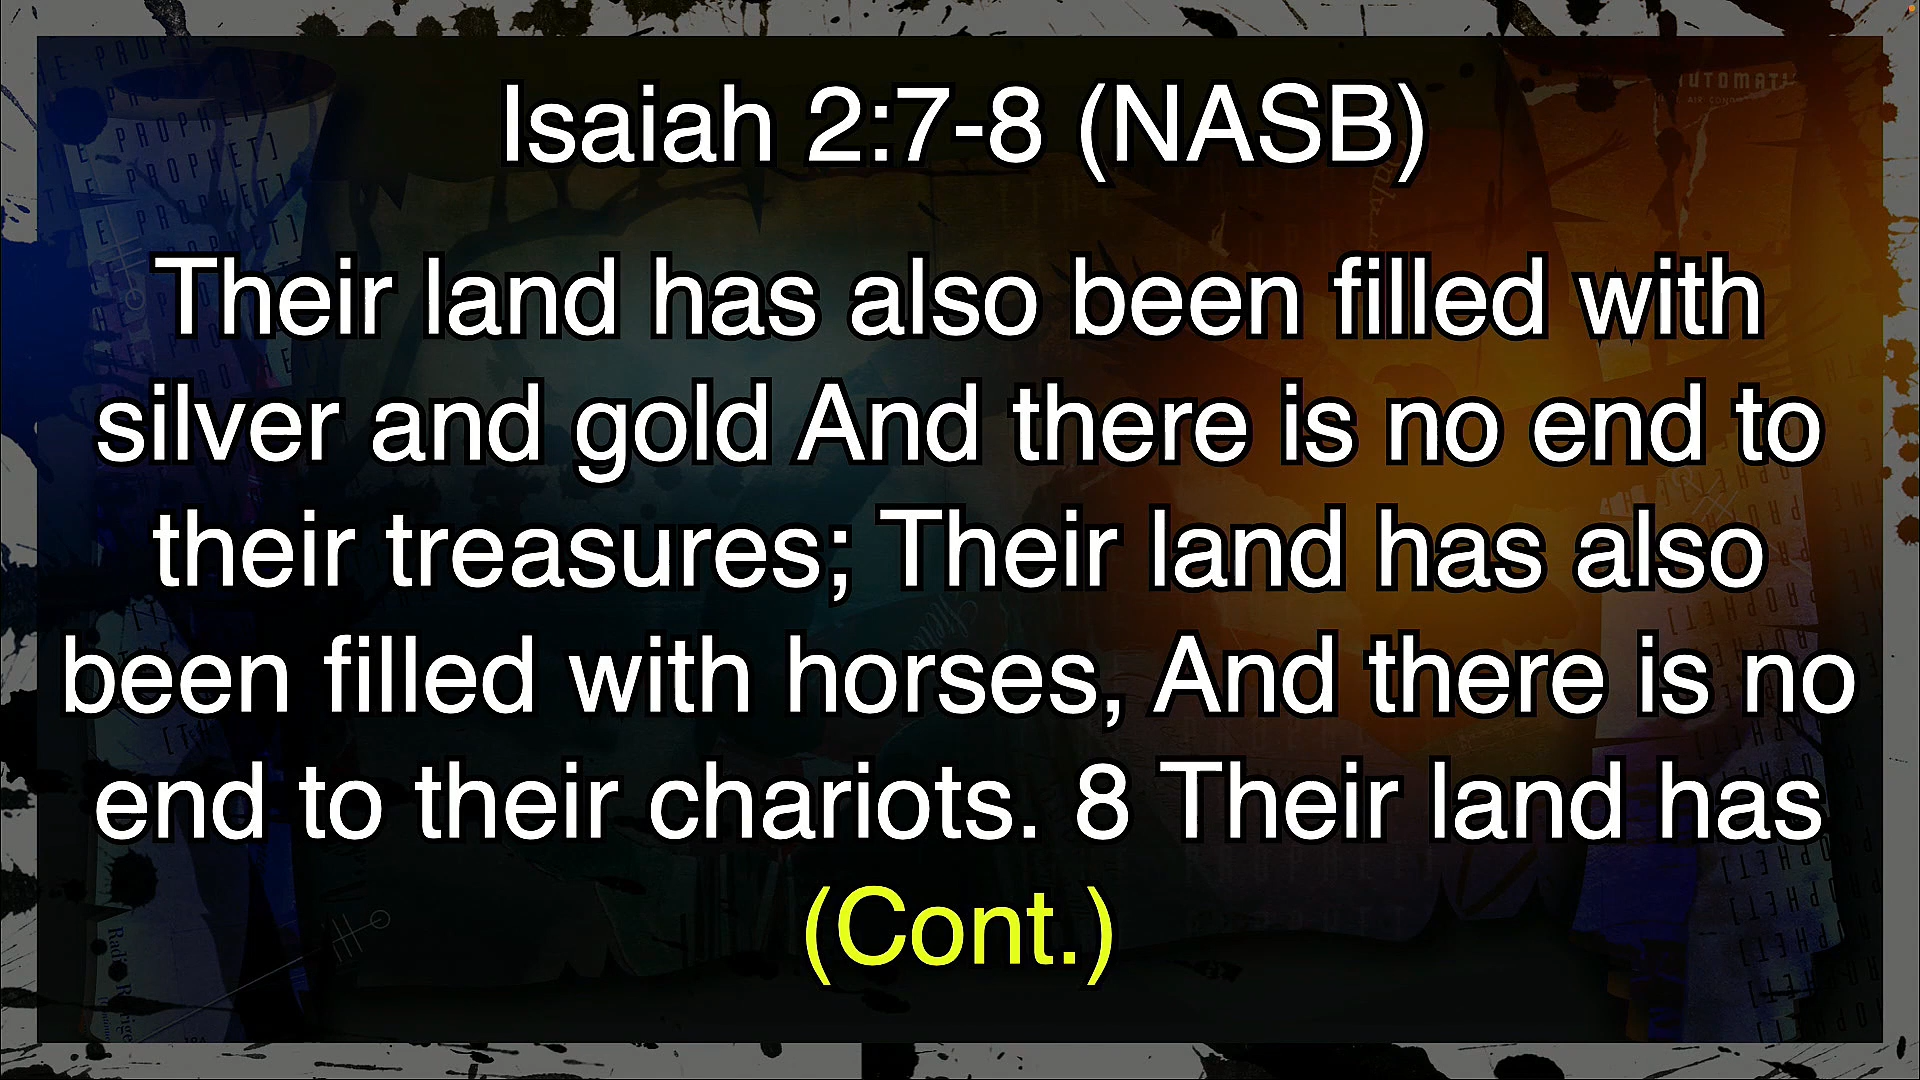 Isaiah 2:7-8 (NASB)
Their land has also been filled with
silver and gold And there is no end to
their treasures; Their land has also
been filled with horses, And there is no
end to their chariots. 8 Their land has
(Cont.)